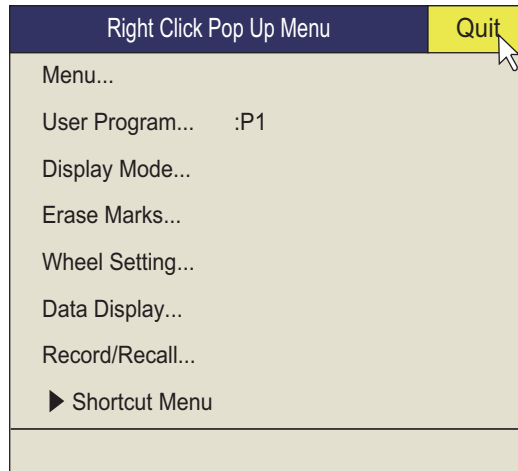 Right Click Pop Up Menu Quit
Menu...
User Program... :P1
Display Mode...
Erase Marks...
Wheel Setting...
Data Display...
Record/Recall...
▶ Shortcut Menu